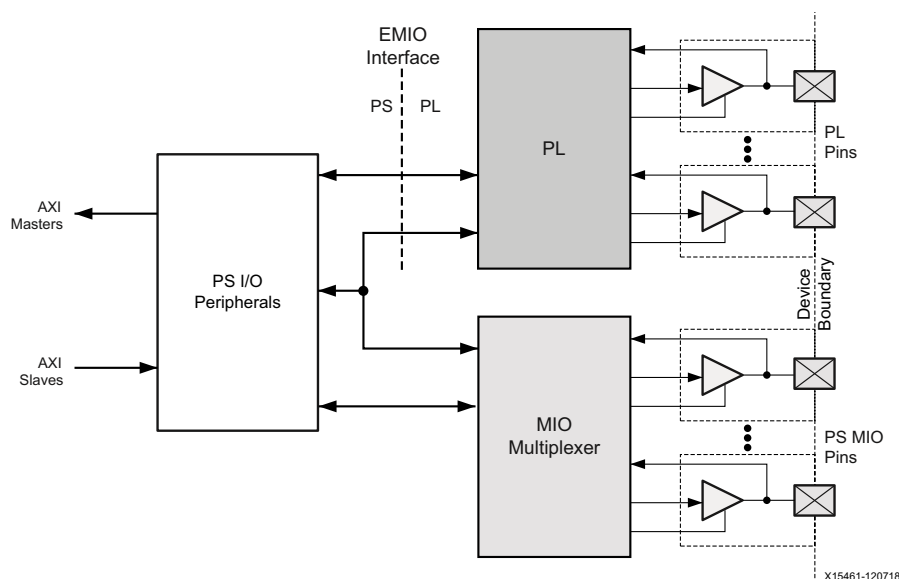 EMIO
Interface
PS
PL
PL
PL
Pins
AXI
Masters
PS I/O
Peripherals
AXI
Slaves
Device
Boundary
MIO
Multiplexer
PS MIO
Pins
X15461-120718